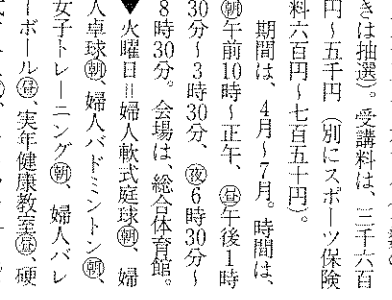 きは抽選)。受講料は、三千六百
円～五千円(別にスポーツ保険
料六百円～七百五十円)。
期間は、4月～7月。時間は、
㊐午前10時～正午、㊐午後1時
30分～3時30分、㊐6時30分～
8時30分。会場は、総合体育館。
▼火曜日＝婦人軟式庭球(朝)、婦
人卓球(朝)、婦人バドミントン(朝)、
女子トレーニング(朝)、婦人バレ
ーボール(昼)、実年健康教室(昼)、硬